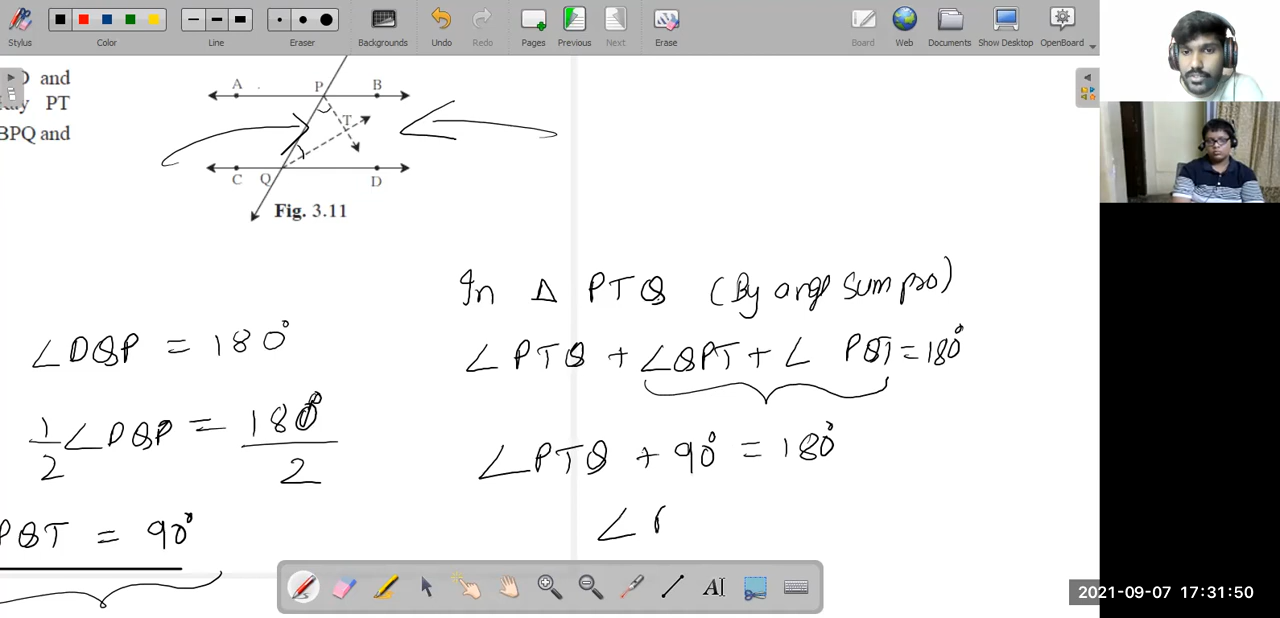 Stylus Color Line Eraser Backgrounds Undo Redo Pages Previous Next Erase Board Web Documents Show Desktop OpenBoard
and
PT
BPQ and
A P B
T
C Q D
Fig. 3.11
In Δ PTQ (By angl sum pro)
∠DQP = 180°
∠PTQ + ∠QPT + ∠ PQT = 180°
1/2 ∠DQP = 180°/2
∠PTQ + 90° = 180°
PQT = 90°
∠
2021-09-07 17:31:50